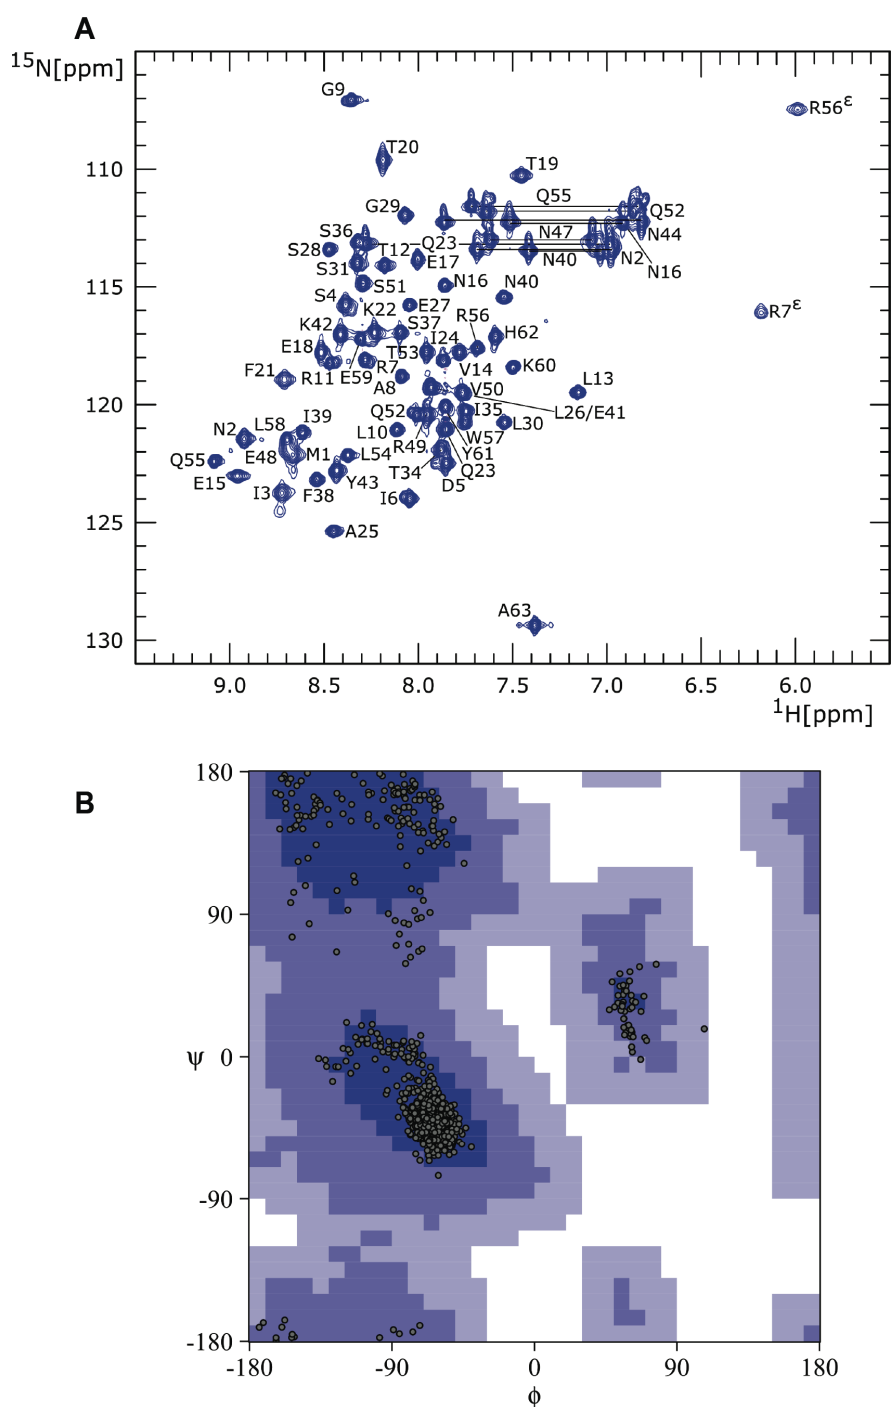 A
15N[ppm]
G9
R56ε
T20
110
T19
Q55
G29
Q52
S36
N47
N44
S28
T12
Q23
E17
N40
N2
S31
N16
S51
N16
N40
115
S4
E27
R56
R7ε
K22
K42
S37
H62
E18
T53
I24
F21
R11
E59
R7
V14
K60
L13
A8
V50
120
Q52
I35
L26/E41
N2
L58
I39
L10
L30
R49
W57
Q55
E48
M1
L54
Y61
E15
T34
Q23
Y43
D5
I3
F38
I6
125
A25
A63
130
9.0 8.5 8.0 7.5 7.0 6.5 6.0
1H[ppm]
B
180
90
ψ
0
-90
-180
-180 -90 0 90 180
ϕ